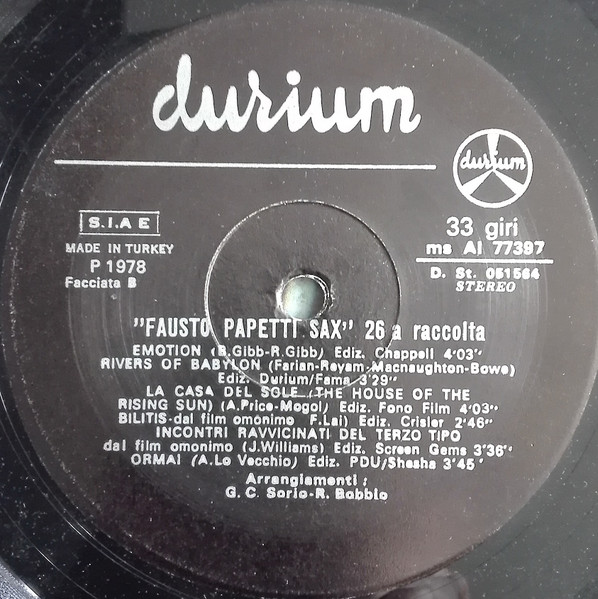 durium
durium
S.I.A E
MADE IN TURKEY
P 1978
Facciata B
33 giri
ms Al 77397
D. St. 051564
STEREO
"FAUSTO PAPETTI SAX" 26 a raccolta
EMOTION (B.Gibb-R.Gibb) Ediz. Chappell 4'03"
RIVERS OF BABYLON (Farian-Reyam-Macnaughton-Bowe)
Ediz. Durium/Fama 3'29"
LA CASA DEL SOLE (THE HOUSE OF THE
RISING SUN) (A.Price-Mogol) Ediz. Fono Film 4'03"
BILITIS-dal film omonimo F.Lai) Ediz. Crisler 2'46"
INCONTRI RAVVICINATI DEL TERZO TIPO
dal film omonimo (J.Williams) Ediz. Screen Gems 3'36"
ORMAI (A.Lo Vecchio) Ediz. PDU/Shasha 3'45'
Arrangiamenti :
G.C. Sorio-R. Babbio